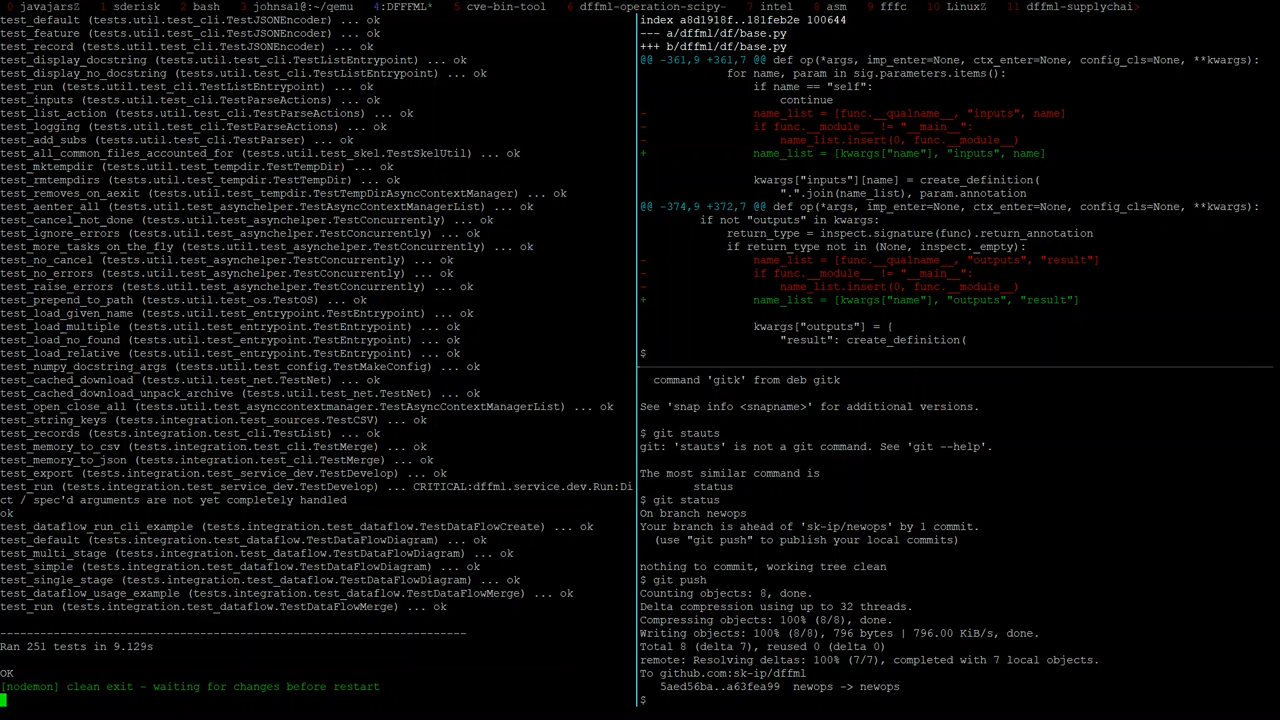 0 javajarsZ  1 sderisk  2 bash  3 johnsal@:~/qemu  4:DFFFML*  5 cve-bin-tool  6 dffml-operation-scipy-  7 intel  8 asm  9 fffc  10 LinuxZ  11 dffml-supplychai>
test_default (tests.util.test_cli.TestJSONEncoder) ... ok
test_feature (tests.util.test_cli.TestJSONEncoder) ... ok
test_record (tests.util.test_cli.TestJSONEncoder) ... ok
test_display_docstring (tests.util.test_cli.TestListEntrypoint) ... ok
test_display_no_docstring (tests.util.test_cli.TestListEntrypoint) ... ok
test_run (tests.util.test_cli.TestListEntrypoint) ... ok
test_inputs (tests.util.test_cli.TestParseActions) ... ok
test_list_action (tests.util.test_cli.TestParseActions) ... ok
test_logging (tests.util.test_cli.TestParseActions) ... ok
test_add_subs (tests.util.test_cli.TestParser) ... ok
test_all_common_files_accounted_for (tests.util.test_skel.TestSkelUtil) ... ok
test_mktempdir (tests.util.test_tempdir.TestTempDir) ... ok
test_rmtempdirs (tests.util.test_tempdir.TestTempDir) ... ok
test_removes_on_aexit (tests.util.test_tempdir.TestTempDirAsyncContextManager) ... ok
test_aenter_all (tests.util.test_asynchelper.TestAsyncContextManagerList) ... ok
test_cancel_not_done (tests.util.test_asynchelper.TestConcurrently) ... ok
test_ignore_errors (tests.util.test_asynchelper.TestConcurrently) ... ok
test_more_tasks_on_the_fly (tests.util.test_asynchelper.TestConcurrently) ... ok
test_no_cancel (tests.util.test_asynchelper.TestConcurrently) ... ok
test_no_errors (tests.util.test_asynchelper.TestConcurrently) ... ok
test_raise_errors (tests.util.test_asynchelper.TestConcurrently) ... ok
test_prepend_to_path (tests.util.test_os.TestOS) ... ok
test_load_given_name (tests.util.test_entrypoint.TestEntrypoint) ... ok
test_load_multiple (tests.util.test_entrypoint.TestEntrypoint) ... ok
test_load_no_found (tests.util.test_entrypoint.TestEntrypoint) ... ok
test_load_relative (tests.util.test_entrypoint.TestEntrypoint) ... ok
test_numpy_docstring_args (tests.util.test_config.TestMakeConfig) ... ok
test_cached_download (tests.util.test_net.TestNet) ... ok
test_cached_download_unpack_archive (tests.util.test_net.TestNet) ... ok
test_open_close_all (tests.util.test_asynccontextmanager.TestAsyncContextManagerList) ... ok
test_string_keys (tests.integration.test_sources.TestCSV) ... ok
test_records (tests.integration.test_cli.TestList) ... ok
test_memory_to_csv (tests.integration.test_cli.TestMerge) ... ok
test_memory_to_json (tests.integration.test_cli.TestMerge) ... ok
test_export (tests.integration.test_service_dev.TestDevelop) ... ok
test_run (tests.integration.test_service_dev.TestDevelop) ... CRITICAL:dffml.service.dev.Run:Di
ct / spec'd arguments are not yet completely handled
ok
test_dataflow_run_cli_example (tests.integration.test_dataflow.TestDataFlowCreate) ... ok
test_default (tests.integration.test_dataflow.TestDataFlowDiagram) ... ok
test_multi_stage (tests.integration.test_dataflow.TestDataFlowDiagram) ... ok
test_simple (tests.integration.test_dataflow.TestDataFlowDiagram) ... ok
test_single_stage (tests.integration.test_dataflow.TestDataFlowDiagram) ... ok
test_dataflow_usage_example (tests.integration.test_dataflow.TestDataFlowMerge) ... ok
test_run (tests.integration.test_dataflow.TestDataFlowMerge) ... ok
----------------------------------------------------------------------
Ran 251 tests in 9.129s
OK
[nodemon] clean exit - waiting for changes before restart
index a8d1918f..181feb2e 100644
--- a/dffml/df/base.py
+++ b/dffml/df/base.py
@@ -361,9 +361,7 @@ def op(*args, imp_enter=None, ctx_enter=None, config_cls=None, **kwargs):
             for name, param in sig.parameters.items():
                 if name == "self":
                     continue
-                name_list = [func.__qualname__, "inputs", name]
-                if func.__module__ != "__main__":
-                    name_list.insert(0, func.__module__)
+                name_list = [kwargs["name"], "inputs", name]
                 kwargs["inputs"][name] = create_definition(
                     ".".join(name_list), param.annotation
@@ -374,9 +372,7 @@ def op(*args, imp_enter=None, ctx_enter=None, config_cls=None, **kwargs):
         if not "outputs" in kwargs:
             return_type = inspect.signature(func).return_annotation
             if return_type not in (None, inspect._empty):
-                name_list = [func.__qualname__, "outputs", "result"]
-                if func.__module__ != "__main__":
-                    name_list.insert(0, func.__module__)
+                name_list = [kwargs["name"], "outputs", "result"]
                 kwargs["outputs"] = {
                     "result": create_definition(
$
  command 'gitk' from deb gitk
See 'snap info <snapname>' for additional versions.
$ git stauts
git: 'stauts' is not a git command. See 'git --help'.
The most similar command is
        status
$ git status
On branch newops
Your branch is ahead of 'sk-ip/newops' by 1 commit.
  (use "git push" to publish your local commits)
nothing to commit, working tree clean
$ git push
Counting objects: 8, done.
Delta compression using up to 32 threads.
Compressing objects: 100% (8/8), done.
Writing objects: 100% (8/8), 796 bytes | 796.00 KiB/s, done.
Total 8 (delta 7), reused 0 (delta 0)
remote: Resolving deltas: 100% (7/7), completed with 7 local objects.
To github.com:sk-ip/dffml
   5aed56ba..a63fea99  newops -> newops
$